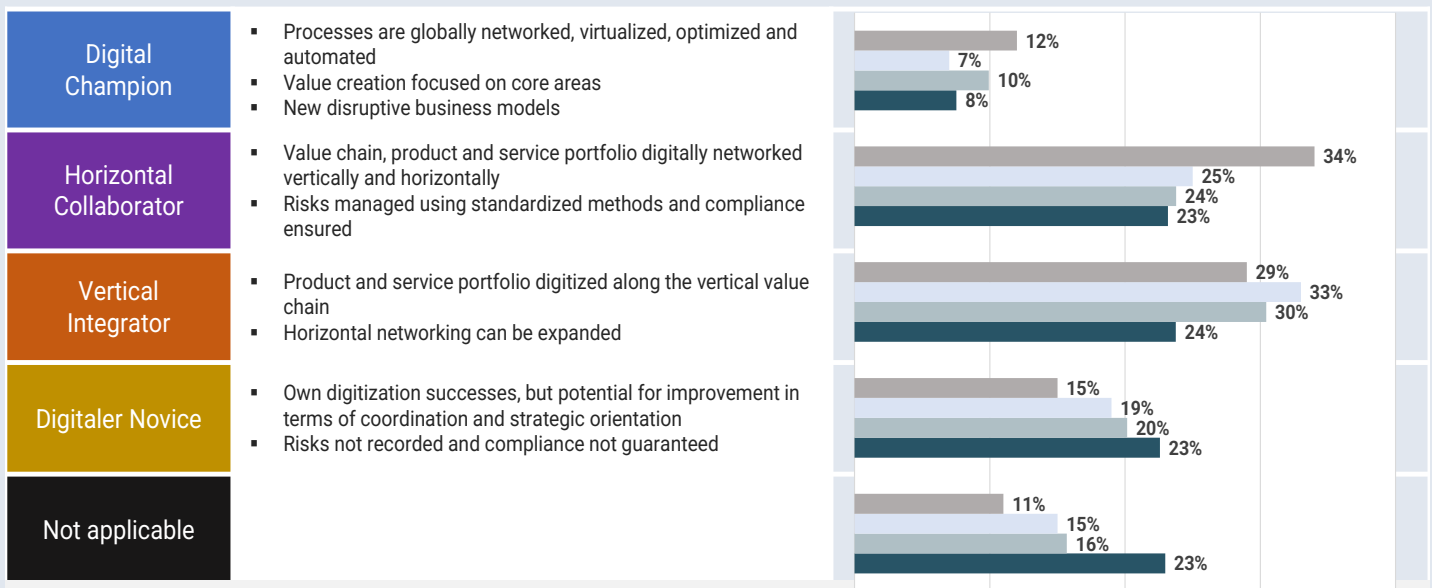 Digital
Champion
▪ Processes are globally networked, virtualized, optimized and
automated
▪ Value creation focused on core areas
▪ New disruptive business models
12%
7%
10%
8%
Horizontal
Collaborator
▪ Value chain, product and service portfolio digitally networked
vertically and horizontally
▪ Risks managed using standardized methods and compliance
ensured
34%
25%
24%
23%
Vertical
Integrator
▪ Product and service portfolio digitized along the vertical value
chain
▪ Horizontal networking can be expanded
29%
33%
30%
24%
Digitaler Novice
▪ Own digitization successes, but potential for improvement in
terms of coordination and strategic orientation
▪ Risks not recorded and compliance not guaranteed
15%
19%
20%
23%
Not applicable
11%
15%
16%
23%